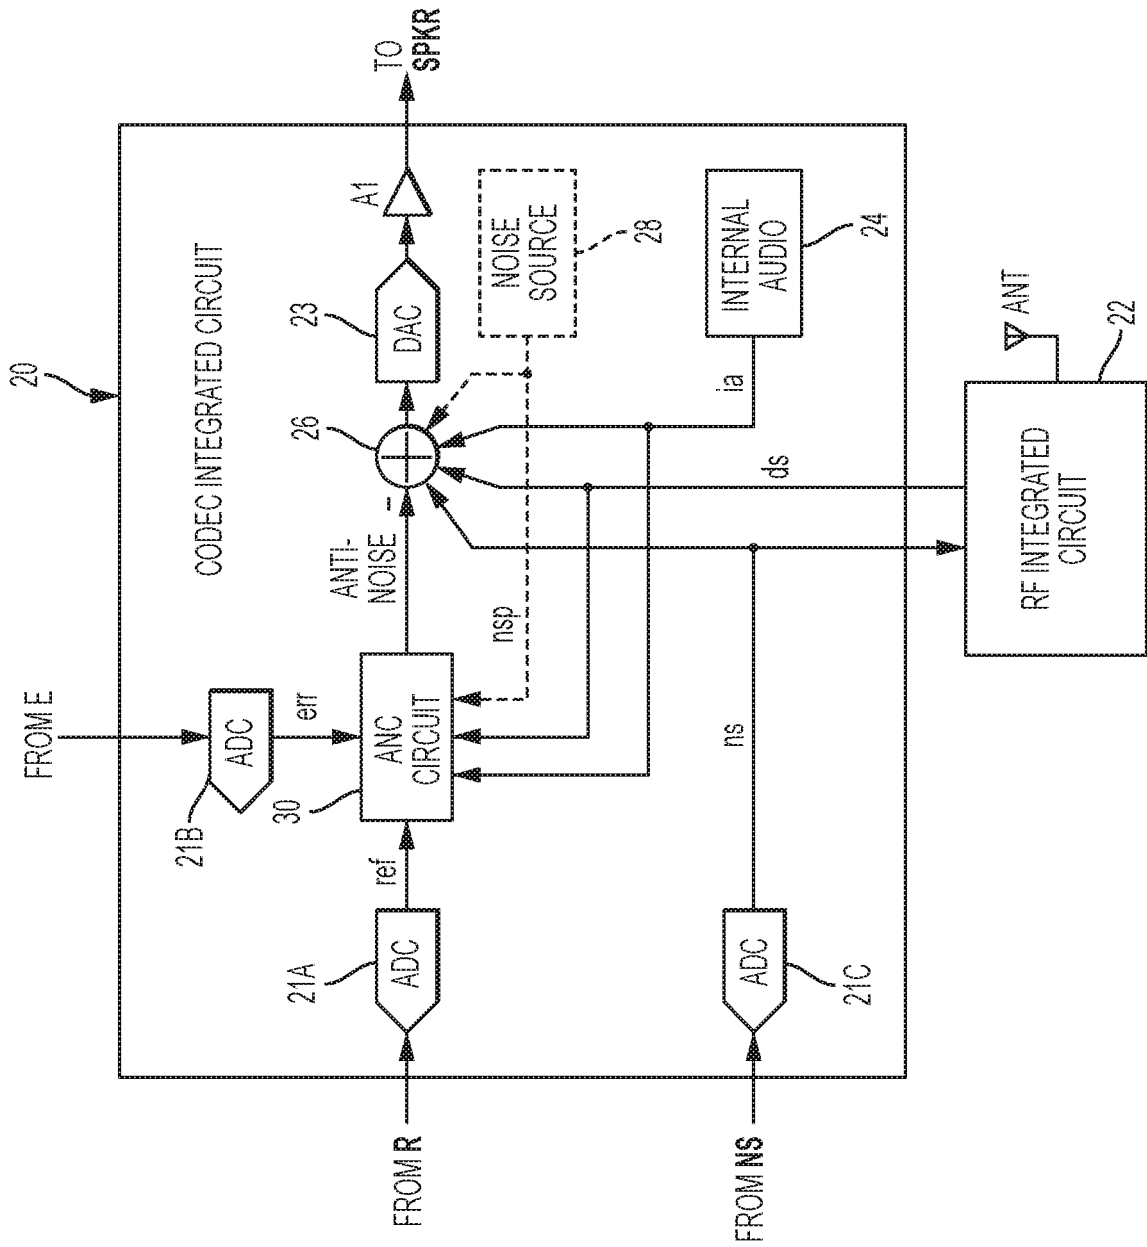 20
CODEC INTEGRATED CIRCUIT
FROM E
21B
ADC
err
30
ANC
CIRCUIT
ANTI-
NOISE
-
26
23
DAC
A1
TO
SPKR
FROM R
21A
ADC
ref
nsp
NOISE
SOURCE
28
INTERNAL
AUDIO
24
ia
ds
ns
FROM NS
ADC
21C
RF INTEGRATED
CIRCUIT
22
ANT